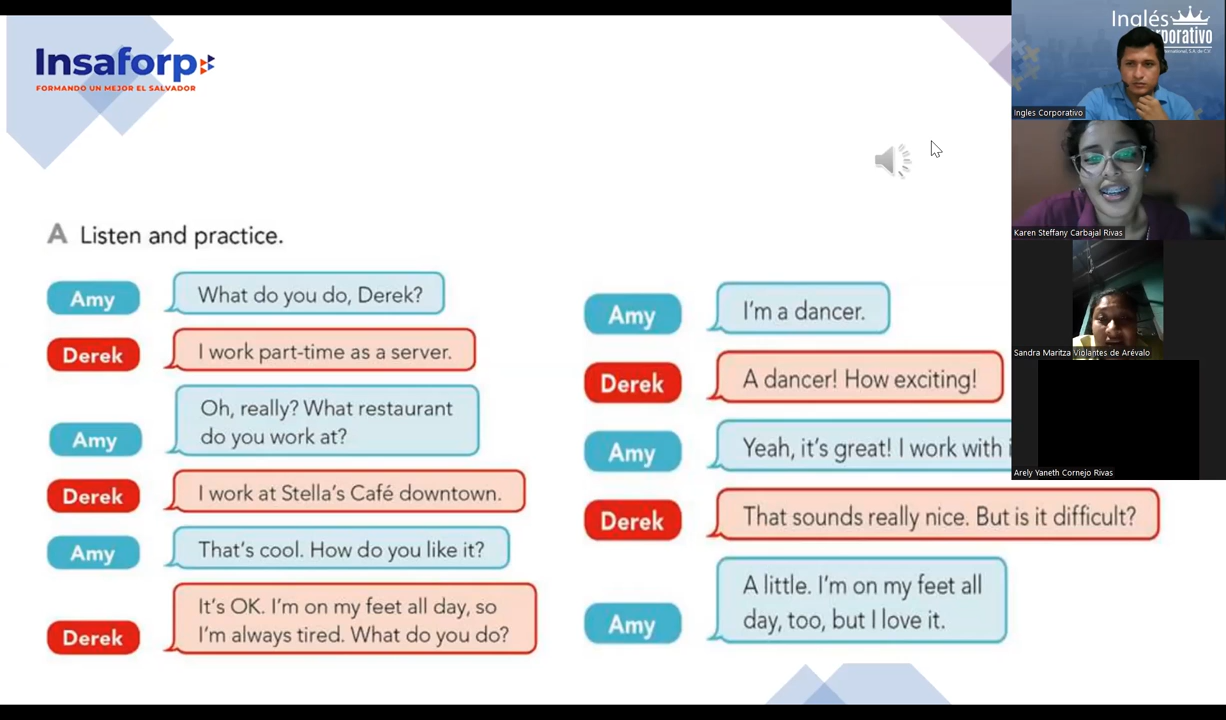 Insaforp
FORMANDO UN MEJOR EL SALVADOR
A Listen and practice.
Amy
What do you do, Derek?
Derek
I work part-time as a server.
Amy
Oh, really? What restaurant
do you work at?
Derek
I work at Stella's Café downtown.
Amy
That's cool. How do you like it?
Derek
It's OK. I'm on my feet all day, so
I'm always tired. What do you do?
Amy
I'm a dancer.
Derek
A dancer! How exciting!
Amy
Yeah, it's great! I work with
Derek
That sounds really nice. But is it difficult?
Amy
A little. I'm on my feet all
day, too, but I love it.
Inglés
Ingles Corporativo
Karen Steffany Carbajal Rivas
Sandra Maritza Violantes de Arévalo
Arely Yaneth Cornejo Rivas